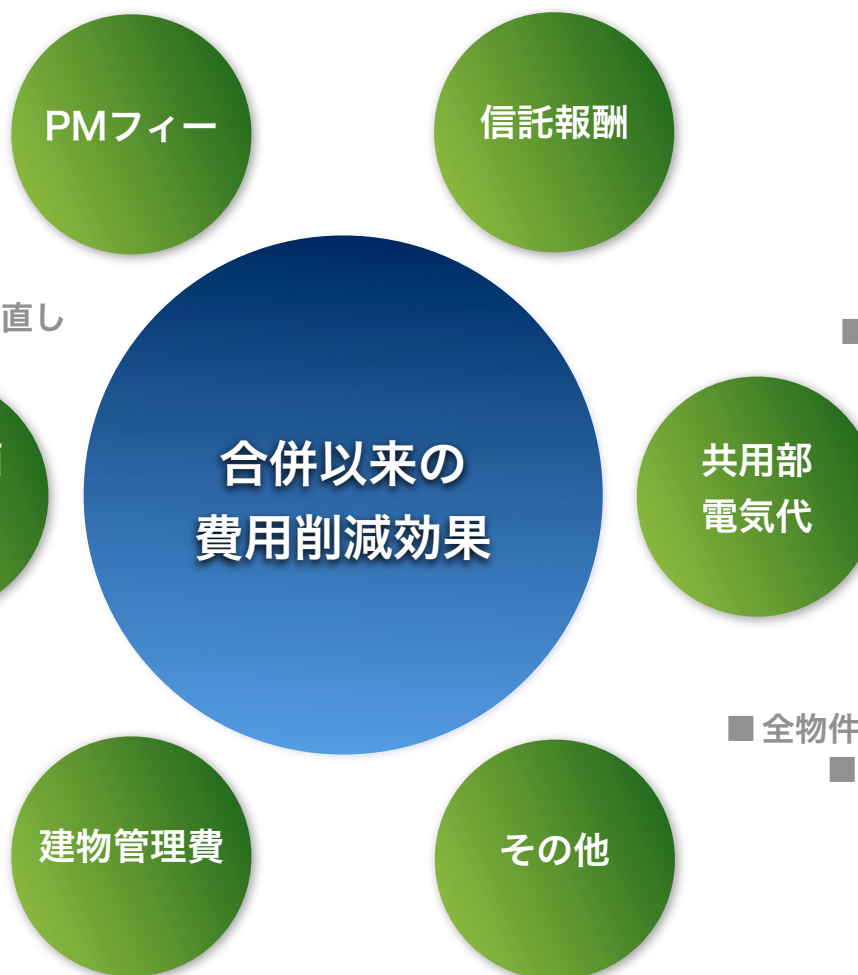 PMフィー
信託報酬
直し
■
合併以来の
費用削減効果
共用部
電気代
■ 全物件
■
建物管理費
その他